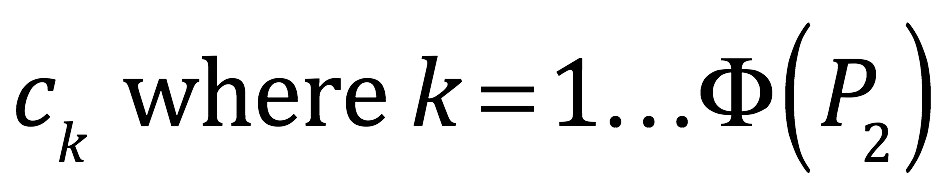 c_k where k=1...Φ(P_2)